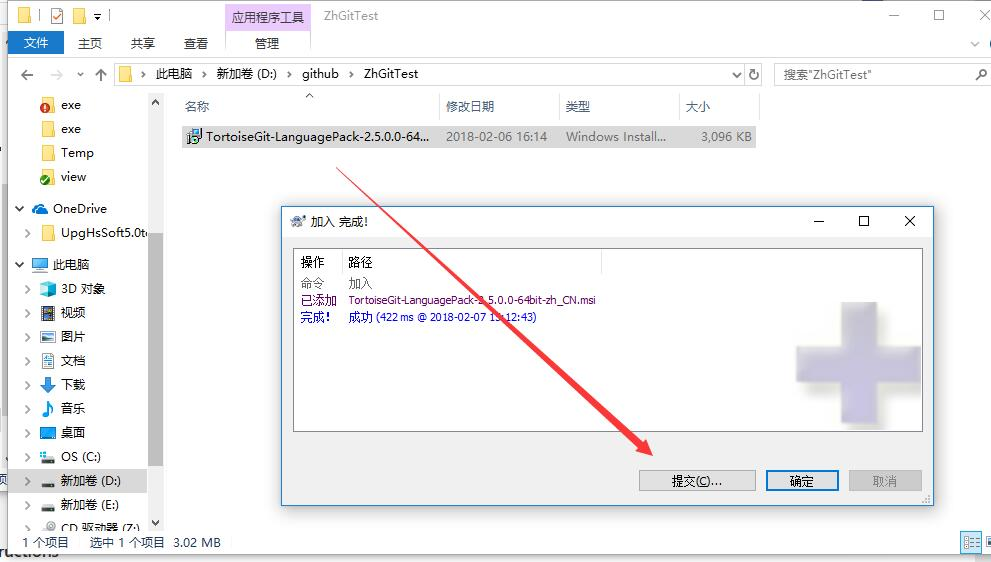 应用程序工具 ZhGitTest
文件 主页 共享 查看 管理
此电脑 新加卷 (D:) github ZhGitTest 搜索"ZhGitTest"
名称 修改日期 类型 大小
TortoiseGit-LanguagePack-2.5.0.0-64... 2018-02-06 16:14 Windows Install... 3,096 KB
exe
exe
Temp
view
OneDrive
UpgHsSoft5.0t
此电脑
3D 对象
视频
图片
文档
下载
音乐
桌面
OS (C:)
新加卷 (D:)
新加卷 (E:)
CD 驱动器 (Z:)
加入 完成!
操作 路径
命令 加入
已添加 TortoiseGit-LanguagePack-2.5.0.0-64bit-zh_CN.msi
完成! 成功 (422 ms @ 2018-02-07 15:12:43)
提交(C)... 确定 取消
1 个项目 选中 1 个项目 3.02 MB